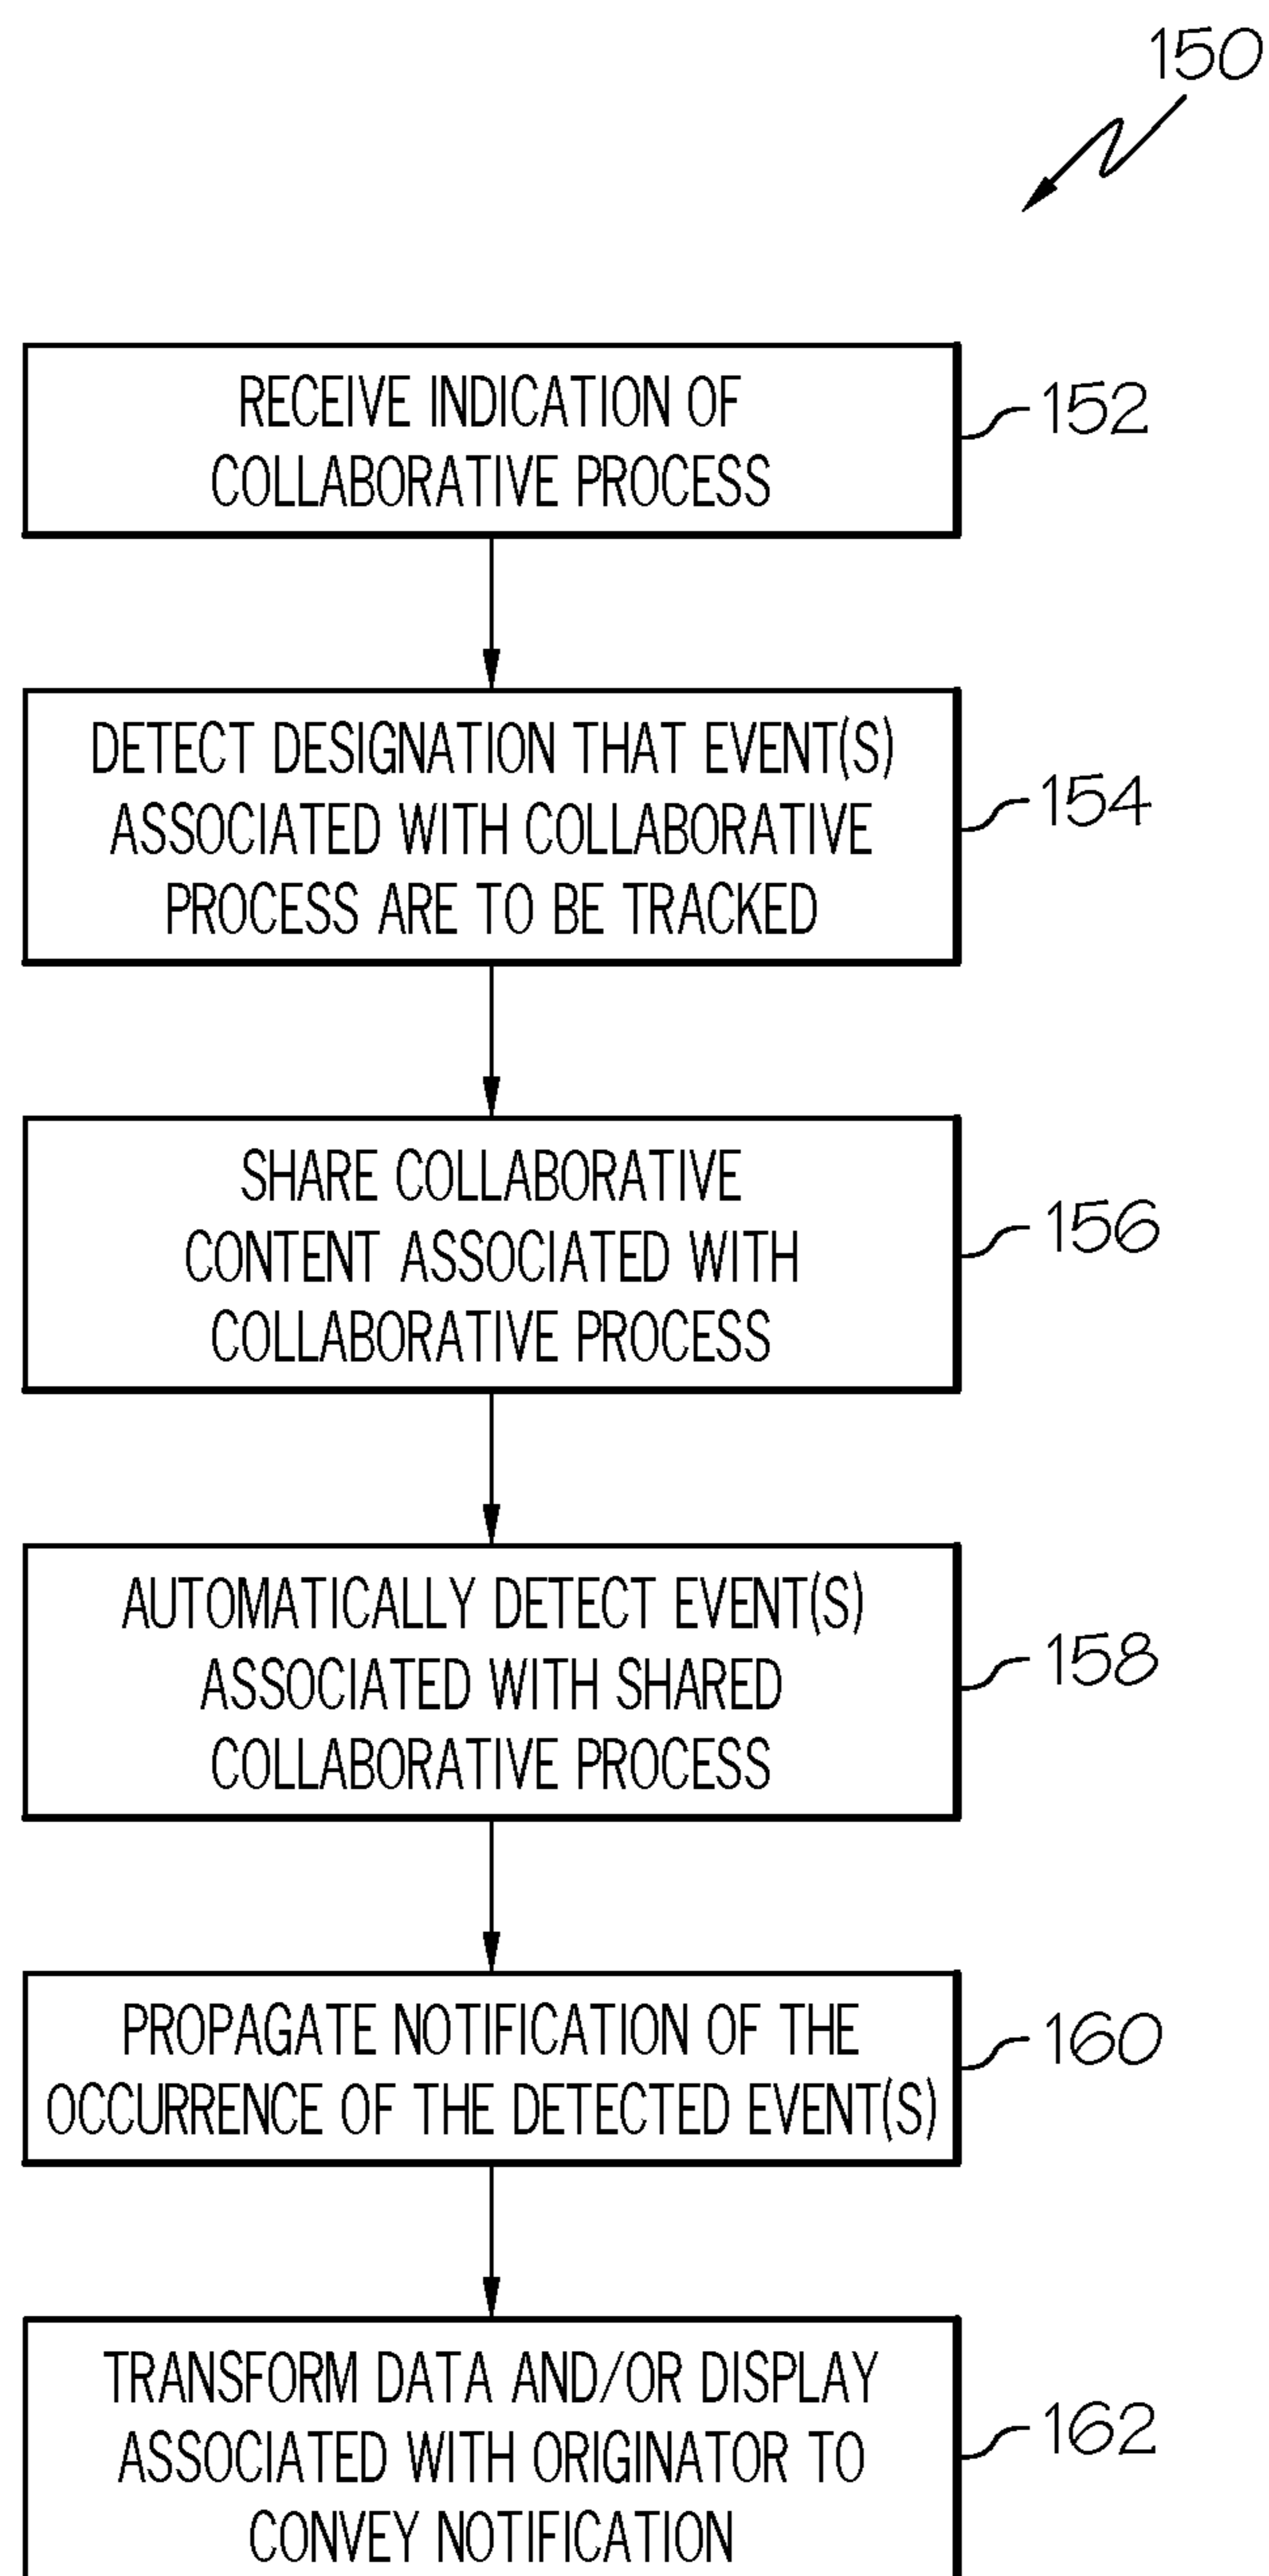 150
RECEIVE INDICATION OF
COLLABORATIVE PROCESS
152
DETECT DESIGNATION THAT EVENT(S)
ASSOCIATED WITH COLLABORATIVE
PROCESS ARE TO BE TRACKED
154
SHARE COLLABORATIVE
CONTENT ASSOCIATED WITH
COLLABORATIVE PROCESS
156
AUTOMATICALLY DETECT EVENT(S)
ASSOCIATED WITH SHARED
COLLABORATIVE PROCESS
158
PROPAGATE NOTIFICATION OF THE
OCCURRENCE OF THE DETECTED EVENT(S)
160
TRANSFORM DATA AND/OR DISPLAY
ASSOCIATED WITH ORIGINATOR TO
CONVEY NOTIFICATION
162